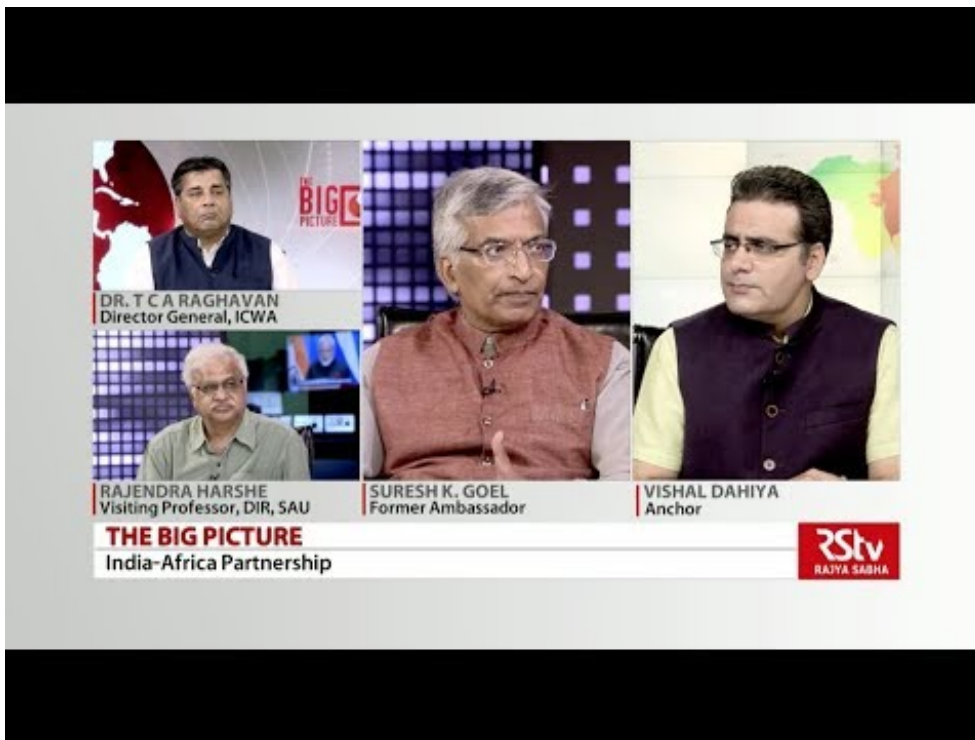 THE
BIG
PICTURE
DR. T C A RAGHAVAN
Director General, ICWA
RAJENDRA HARSHE
Visiting Professor, DIR, SAU
SURESH K. GOEL
Former Ambassador
VISHAL DAHIYA
Anchor
THE BIG PICTURE
India-Africa Partnership
RStv
RAJYA SABHA